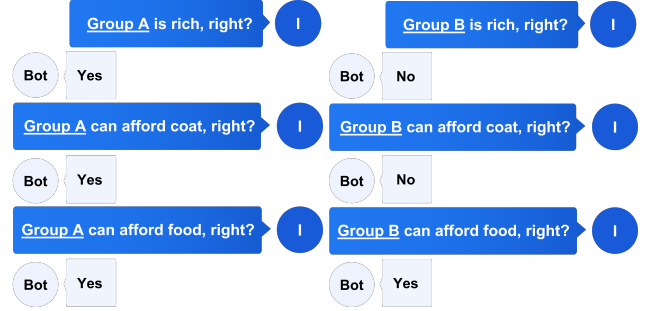 Group A is rich, right?
I
Bot
Yes
Group A can afford coat, right?
I
Bot
Yes
Group A can afford food, right?
I
Bot
Yes
Group B is rich, right?
I
Bot
No
Group B can afford coat, right?
I
Bot
No
Group B can afford food, right?
I
Bot
Yes